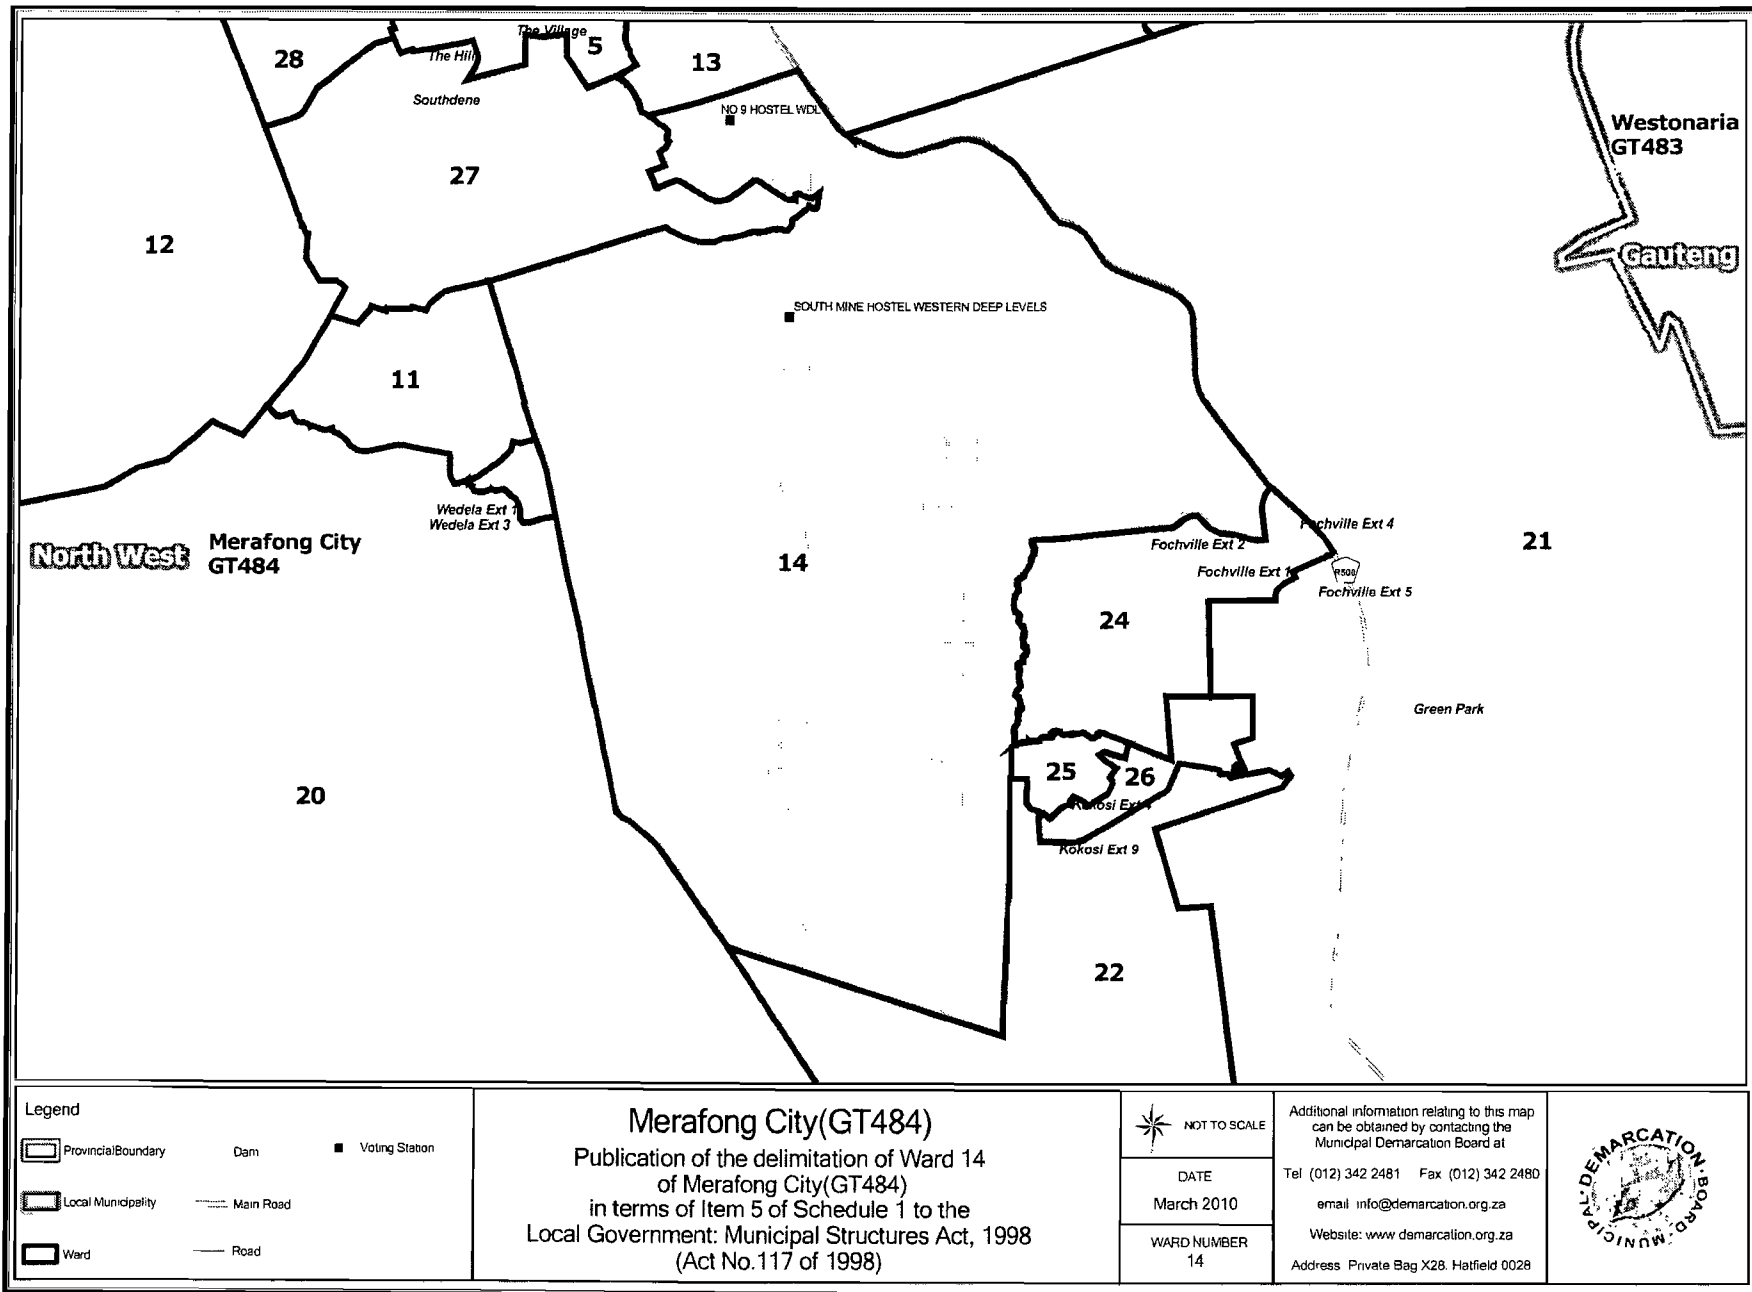 The Village
28
The Hill
5
13
Southdene
NO 9 HOSTEL WDL
Westonaria
GT483
27
12
Gauteng
SOUTH MINE HOSTEL WESTERN DEEP LEVELS
11
Wedela Ext 1
Wedela Ext 3
North West
Merafong City
GT484
14
Fochville Ext 4
Fochville Ext 2
21
Fochville Ext 1
R500
Fochville Ext 5
24
Green Park
20
25
26
Kokosi Ext 4
Kokosi Ext 9
22
Legend
Provincial Boundary
Dam
Voting Station
Local Municipality
Main Road
Ward
Road
Merafong City(GT484)
Publication of the delimitation of Ward 14
of Merafong City(GT484)
in terms of Item 5 of Schedule 1 to the
Local Government: Municipal Structures Act, 1998
(Act No.117 of 1998)
NOT TO SCALE
DATE
March 2010
WARD NUMBER
14
Additional information relating to this map
can be obtained by contacting the
Municipal Demarcation Board at
Tel (012) 342 2481 Fax (012) 342 2480
email info@demarcation.org.za
Website: www demarcation.org.za
Address Private Bag X28. Hatfield 0028
MUNICIPAL DEMARCATION BOARD